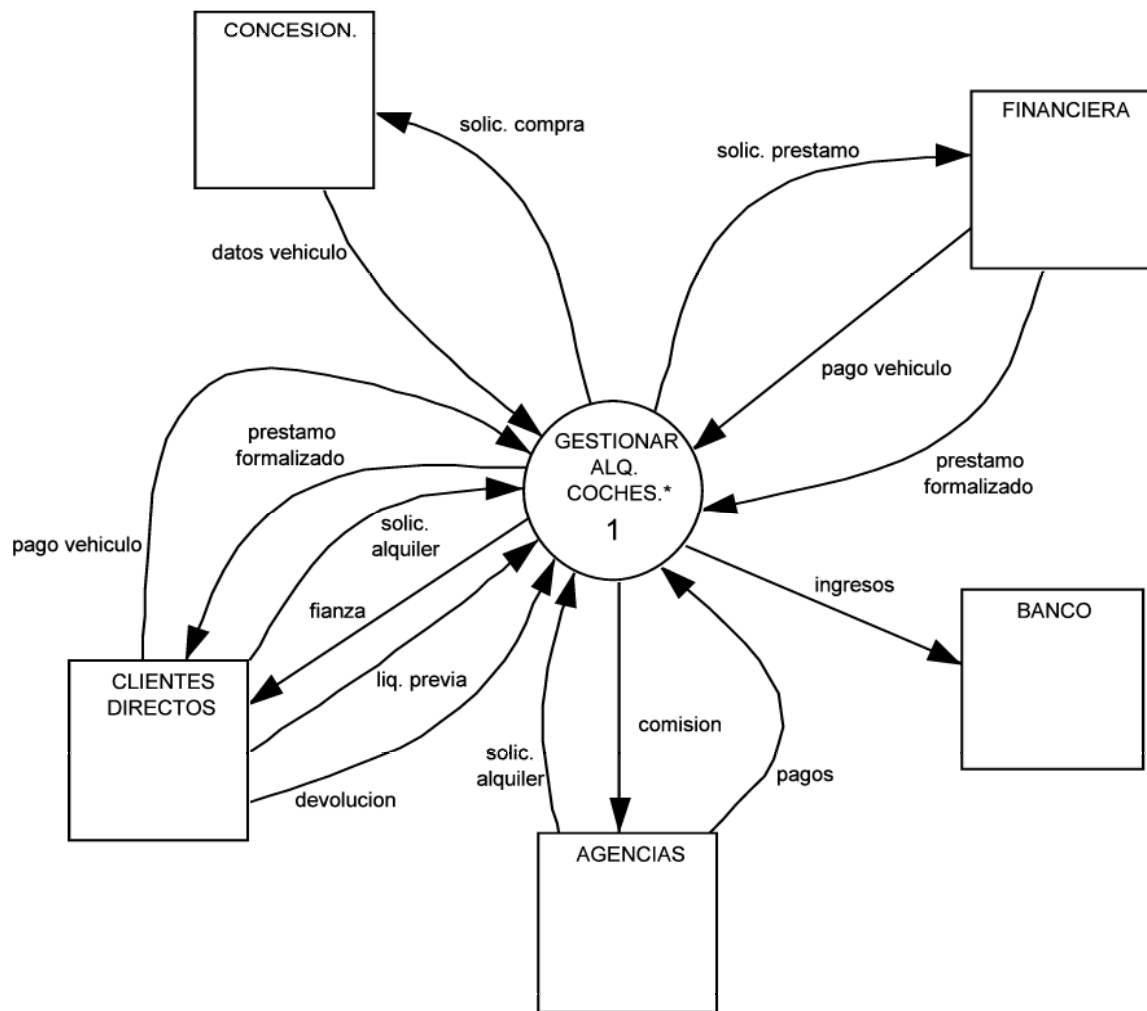 CONCESION.
FINANCIERA
solic. compra
solic. prestamo
datos vehiculo
pago vehiculo
prestamo
formalizado
GESTIONAR
ALQ.
COCHES.*
1
prestamo
formalizado
solic.
alquiler
pago vehiculo
ingresos
fianza
BANCO
CLIENTES
DIRECTOS
liq. previa
comision
solic.
alquiler
pagos
devolucion
AGENCIAS